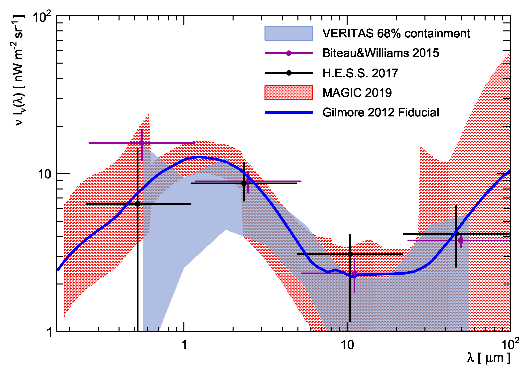 ν Iν(λ) [ nW m-2 sr-1]
VERITAS 68% containment
Biteau&Williams 2015
H.E.S.S. 2017
MAGIC 2019
Gilmore 2012 Fiducial
10²
10
1
1
10
10²
λ [ μm]